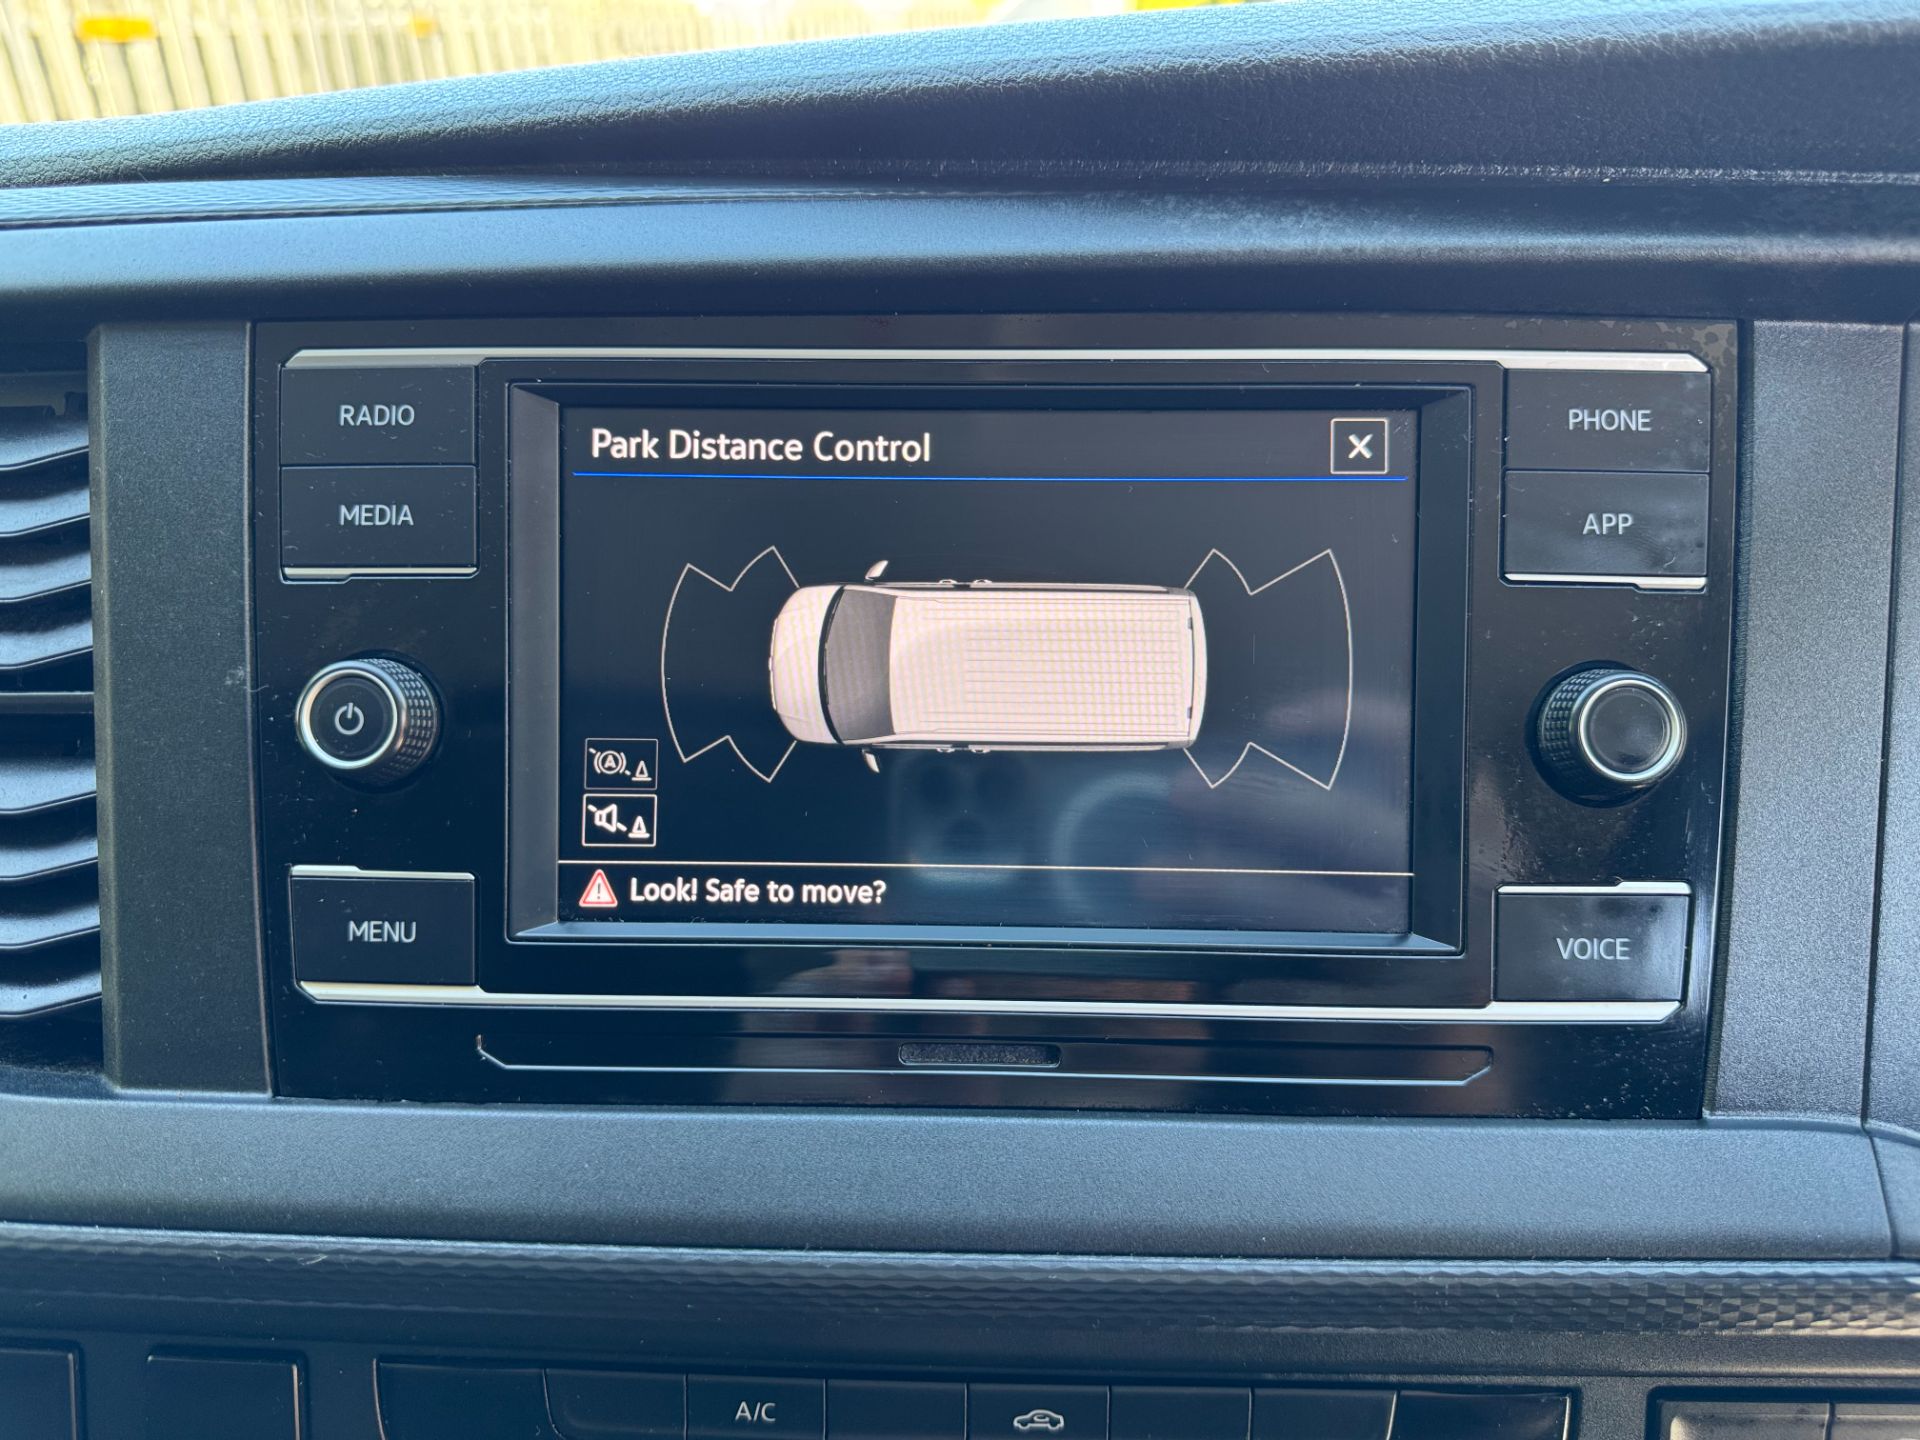 RADIO
MEDIA
MENU
Park Distance Control
Look! Safe to move?
PHONE
APP
VOICE
A/C